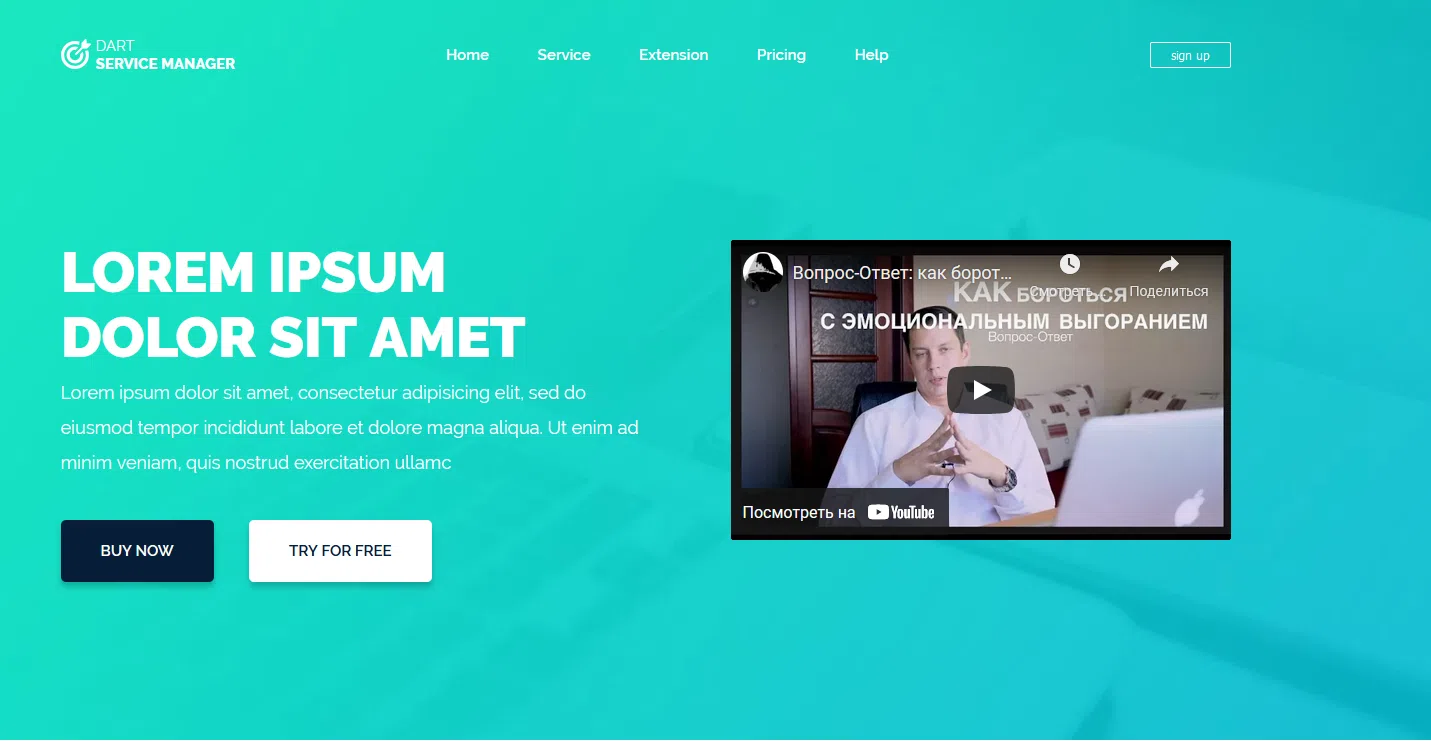 DART
SERVICE MANAGER
Home
Service
Extension
Pricing
Help
sign up
LOREM IPSUM
DOLOR SIT AMET
Lorem ipsum dolor sit amet, consectetur adipisicing elit, sed do
eiusmod tempor incididunt labore et dolore magna aliqua. Ut enim ad
minim veniam, quis nostrud exercitation ullamc
BUY NOW
TRY FOR FREE
Вопрос-Ответ: как борот...
Смотреть...
Поделиться
КАК БОРОТЬСЯ
С ЭМОЦИОНАЛЬНЫМ ВЫГОРАНИЕМ
Вопрос-Ответ
Посмотреть на YouTube